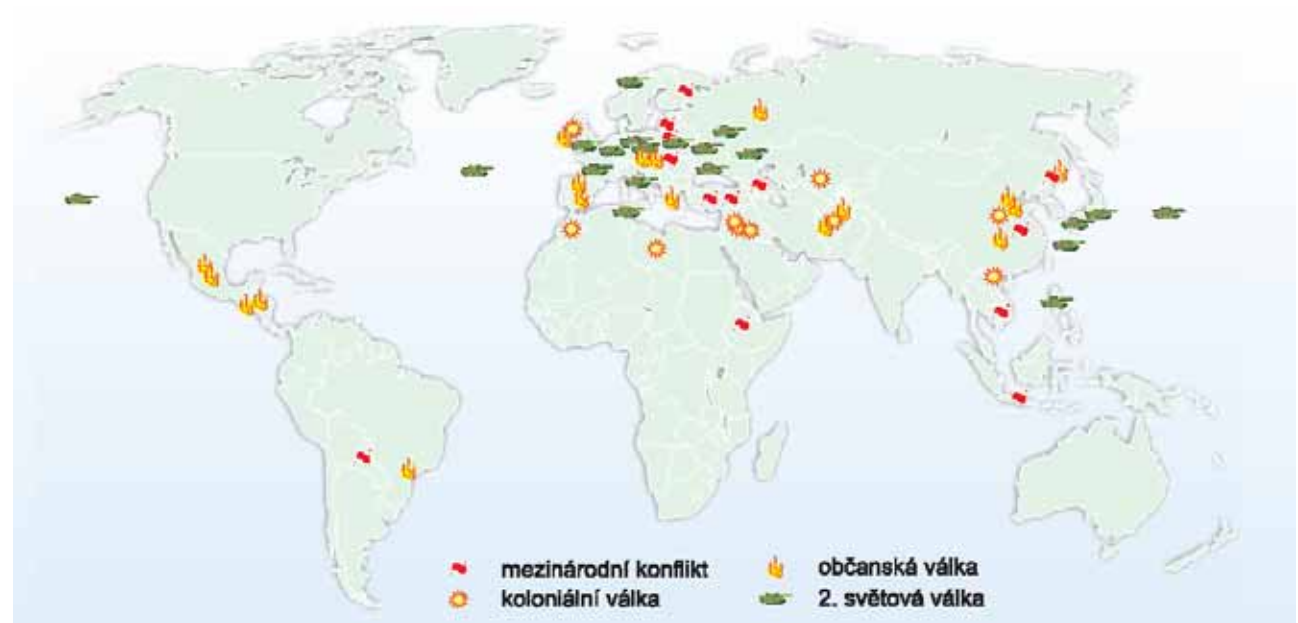 mezinárodní konflikt
koloniální válka
občanská válka
2. světová válka